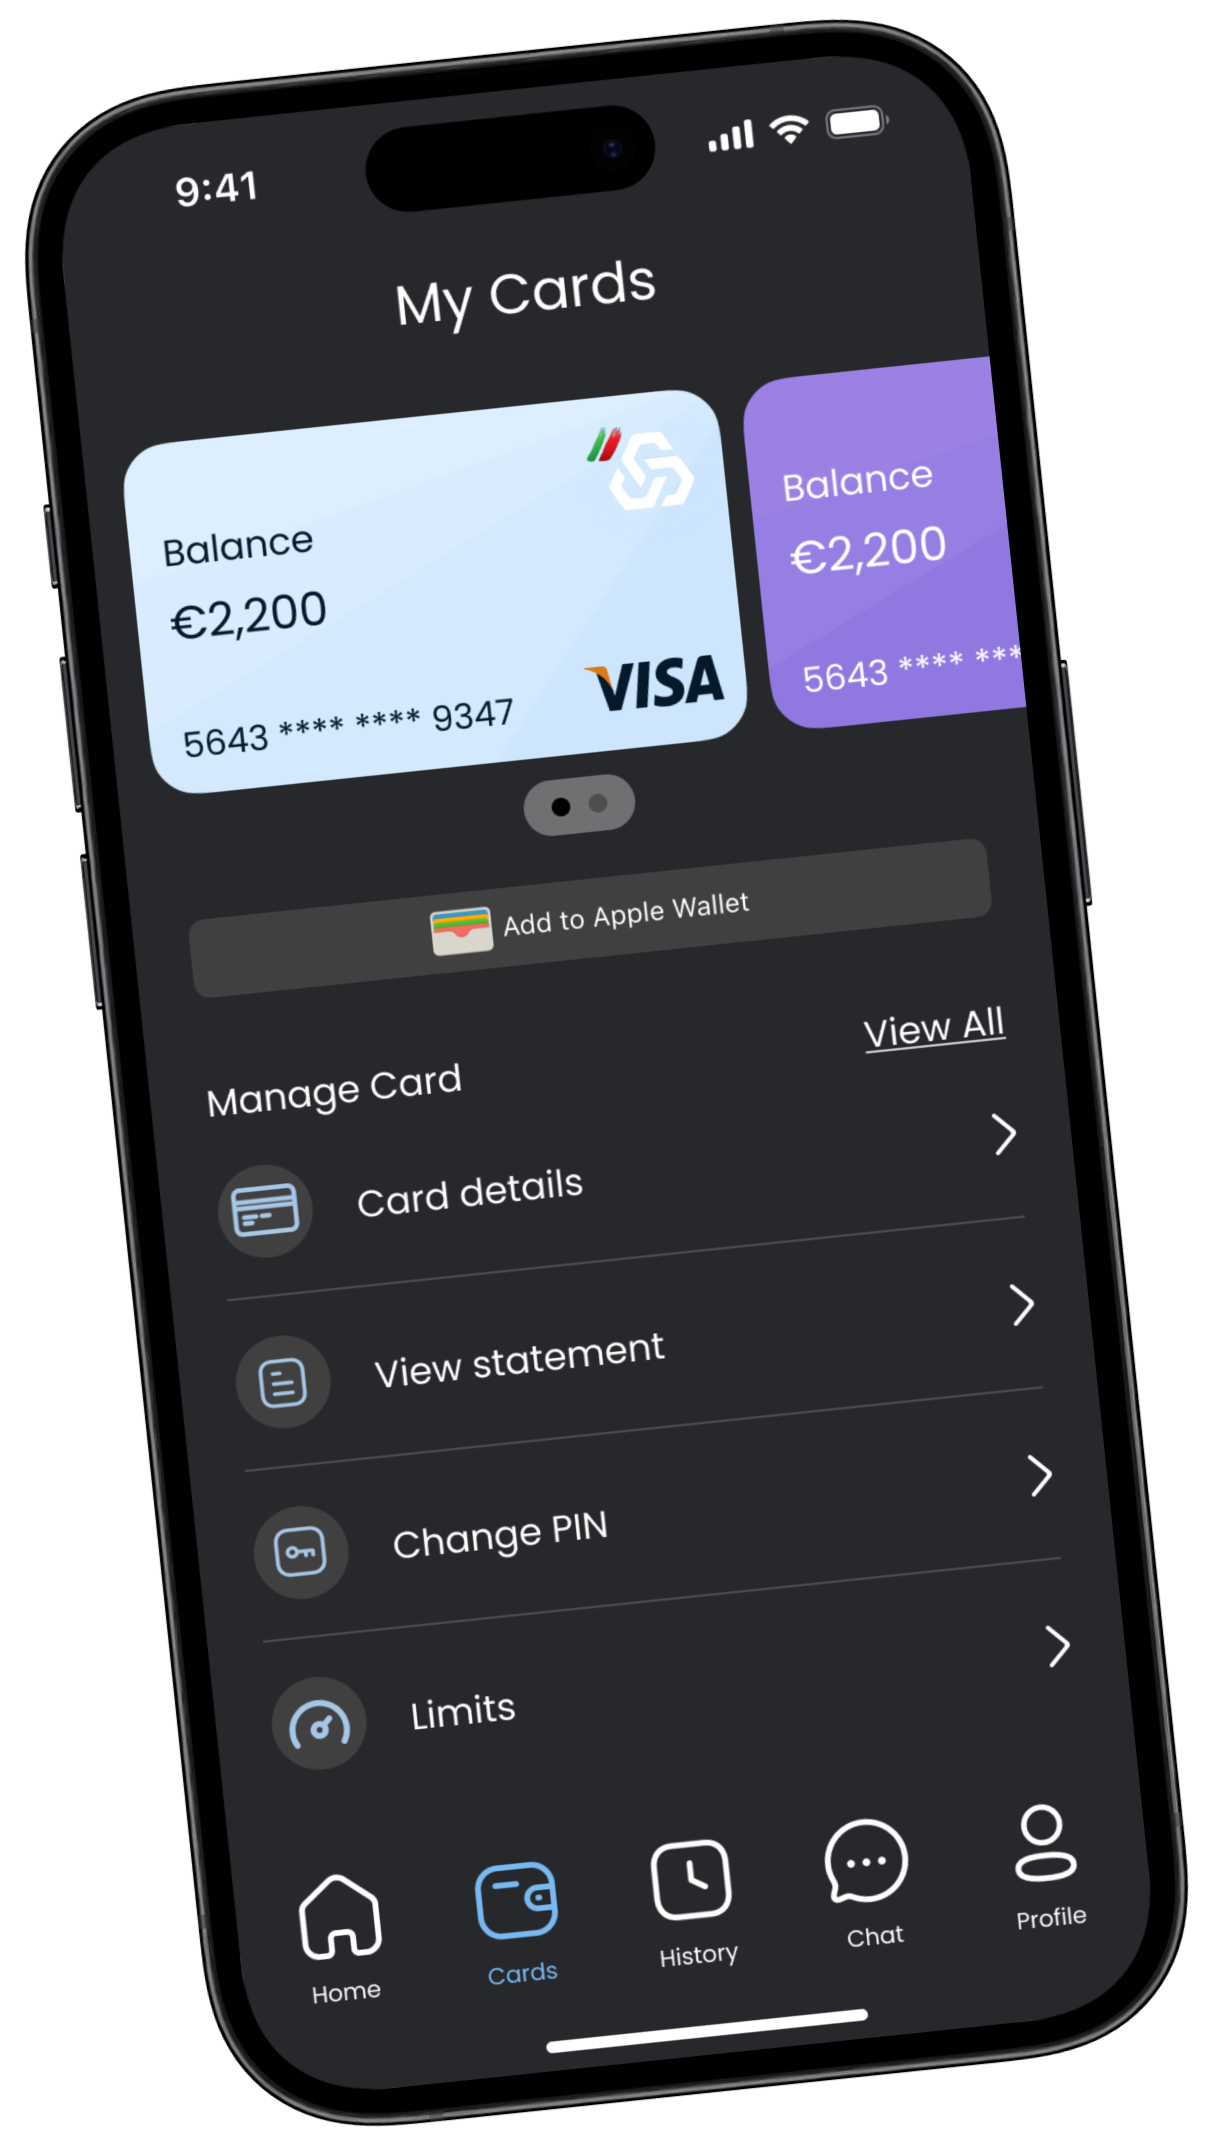 9:41
My Cards
Balance
€2,200
5643 **** **** 9347
VISA
Balance
€2,200
5643 **** ***
Add to Apple Wallet
View All
Manage Card
Card details
View statement
Change PIN
Limits
Home
Cards
History
Chat
Profile